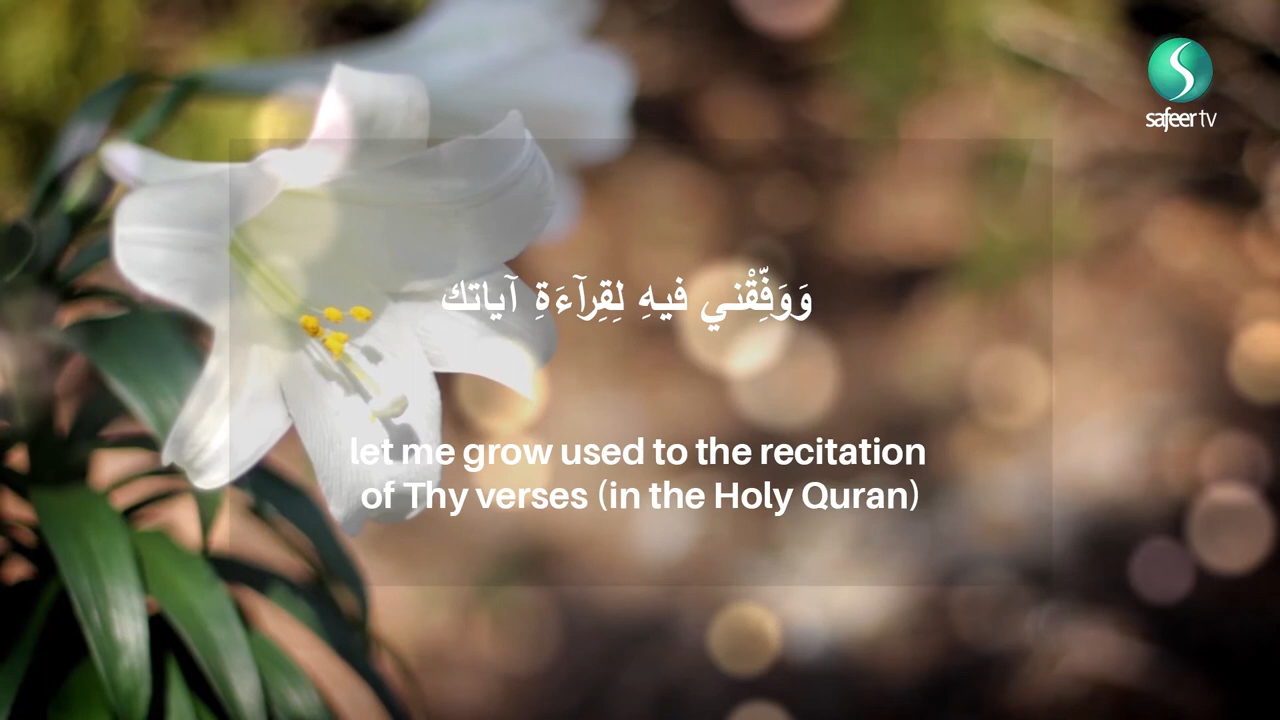 safeer tv
وَوَفِّقْني فيهِ لِقِرآءَةِ آياتك
let me grow used to the recitation
of Thy verses (in the Holy Quran)